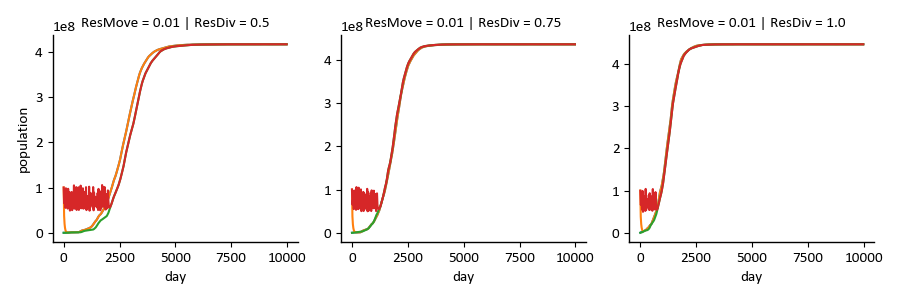 1e8 ResMove = 0.01 | ResDiv = 0.5
1e8 ResMove = 0.01 | ResDiv = 0.75
1e8 ResMove = 0.01 | ResDiv = 1.0
population
4
3
2
1
0
4
3
2
1
0
4
3
2
1
0
0 2500 5000 7500 10000
0 2500 5000 7500 10000
0 2500 5000 7500 10000
day
day
day